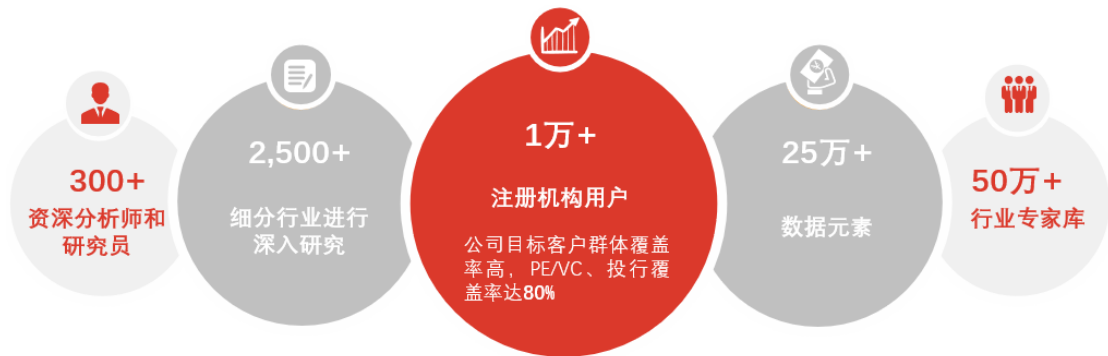 300+
资深分析师和
研究员
2,500+
细分行业进行
深入研究
1万+
注册机构用户
公司目标客户群体覆盖
率高，PE/VC、投行覆
盖率达80%
25万+
数据元素
50万+
行业专家库